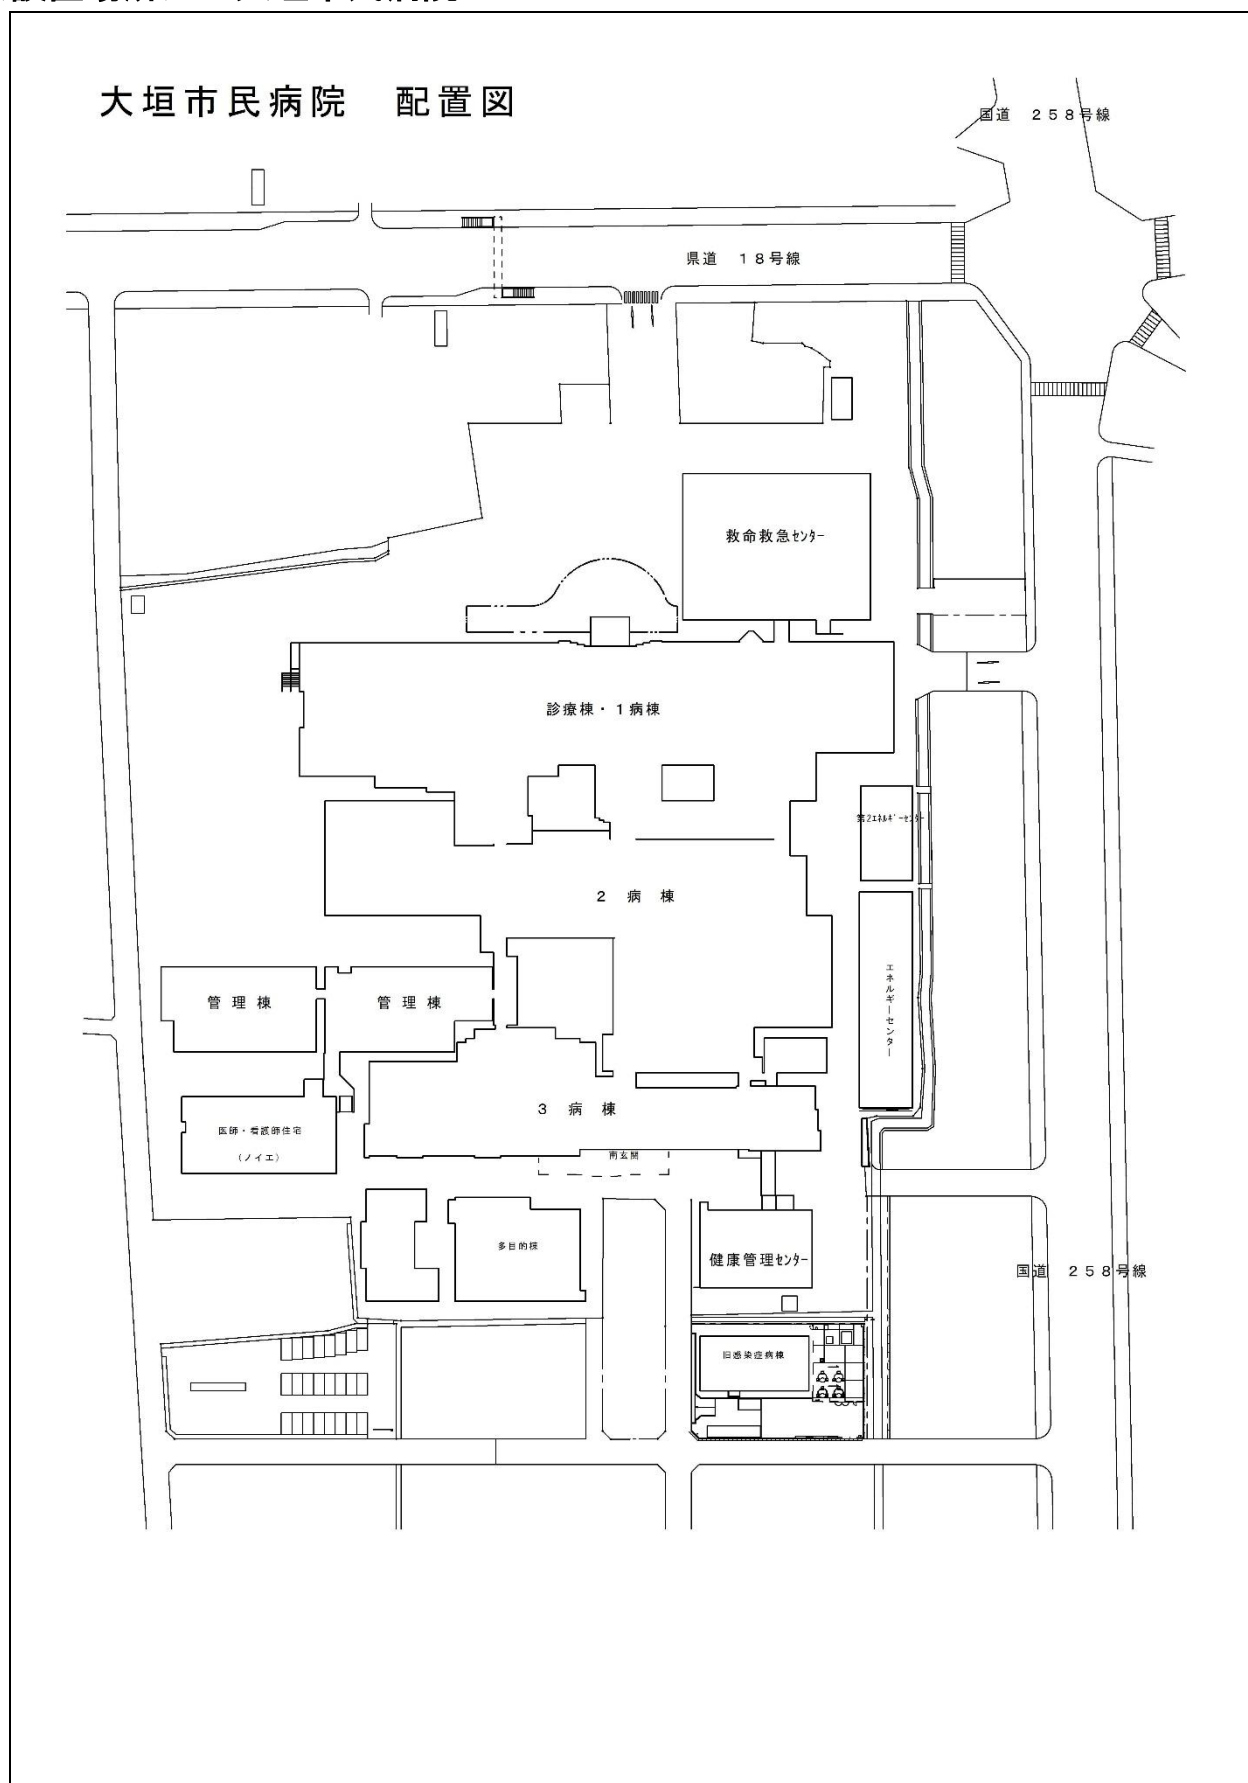 大垣市民病院　配置図
国道　２５８号線
県道　１８号線
救命救急ｾﾝﾀｰ
診療棟・１病棟
第2ｴﾈﾙｷﾞｰｾﾝﾀｰ
２　病　棟
エネルギーセンター
管 理 棟
管 理 棟
３　病　棟
医師・看護師住宅
（ノイエ）
南玄関
多目的棟
健康管理ｾﾝﾀｰ
国道　２５８号線
旧感染症病棟